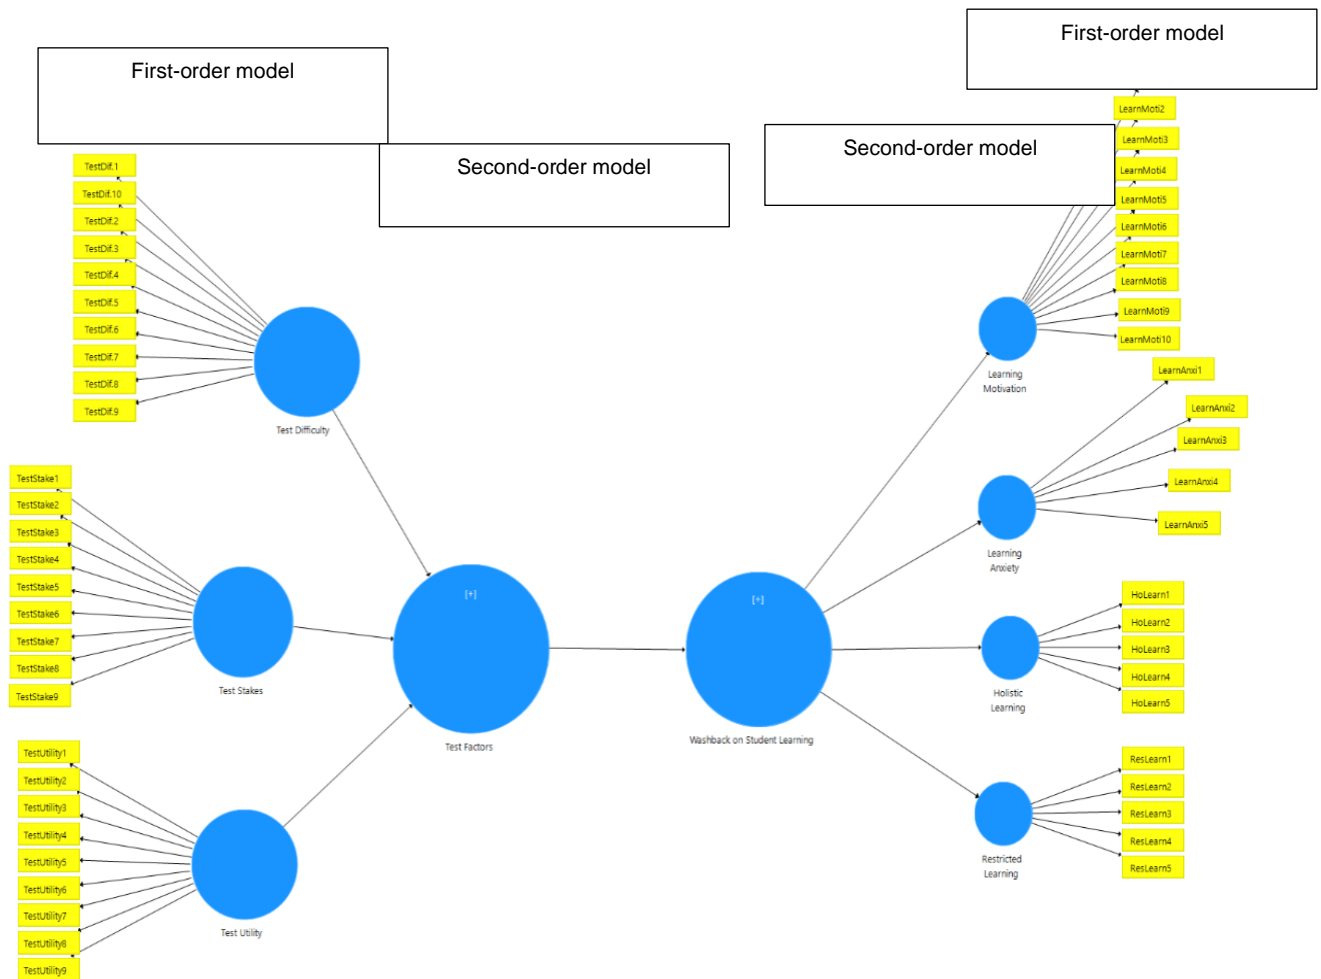 First-order model
First-order model
Second-order model
Second-order model
TestDif.1
TestDif.10
TestDif.2
TestDif.3
TestDif.4
TestDif.5
TestDif.6
TestDif.7
TestDif.8
TestDif.9
Test Difficulty
TestStake1
TestStake2
TestStake3
TestStake4
TestStake5
TestStake6
TestStake7
TestStake8
TestStake9
Test Stakes
TestUtility1
TestUtility2
TestUtility3
TestUtility4
TestUtility5
TestUtility6
TestUtility7
TestUtility8
TestUtility9
Test Utility
[+]
Test Factors
[+]
Washback on Student Learning
LearnMoti2
LearnMoti3
LearnMoti4
LearnMoti5
LearnMoti6
LearnMoti7
LearnMoti8
LearnMoti9
LearnMoti10
Learning
Motivation
LearnAnxi1
LearnAnxi2
LearnAnxi3
LearnAnxi4
LearnAnxi5
Learning
Anxiety
HoLearn1
HoLearn2
HoLearn3
HoLearn4
HoLearn5
Holistic
Learning
ResLearn1
ResLearn2
ResLearn3
ResLearn4
ResLearn5
Restricted
Learning